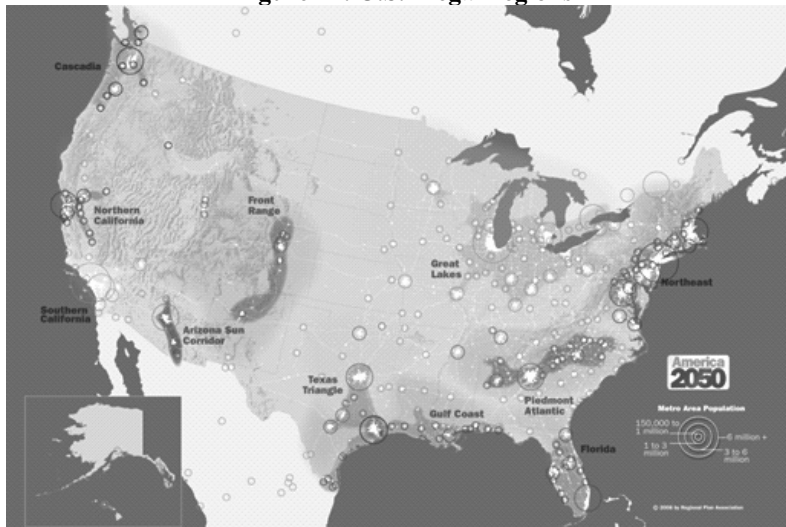 Cascadia
Northern
California
Front
Range
Great
Lakes
Northeast
Southern
California
Arizona Sun
Corridor
Texas
Triangle
Gulf Coast
Piedmont
Atlantic
Florida
America
2050
Metro Area Population
150,000 to
1 million
1 to 3
million
6 million +
3 to 6
million
© 2008 by Regional Plan Association